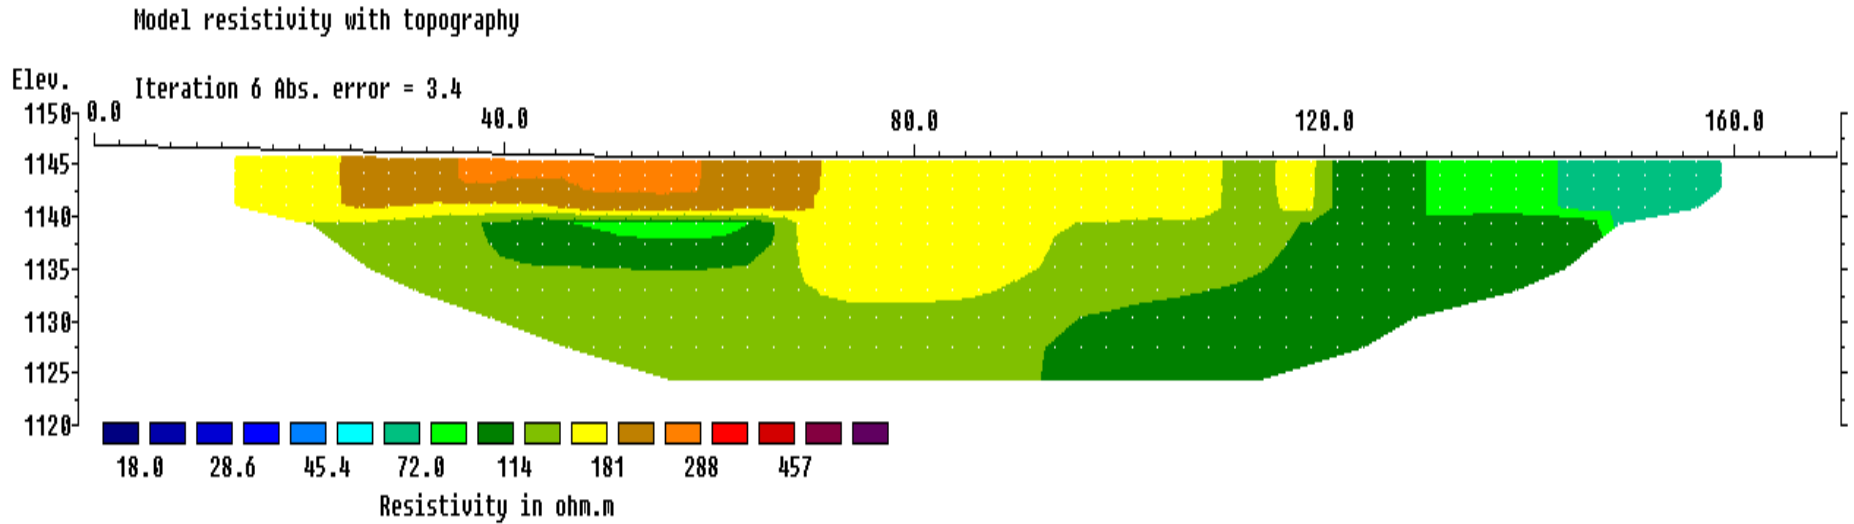 Model resistivity with topography
Elev.
Iteration 6 Abs. error = 3.4
1150 0.0 40.0 80.0 120.0 160.0
1145
1140
1135
1130
1125
1120
18.0 28.6 45.4 72.0 114 181 288 457
Resistivity in ohm.m